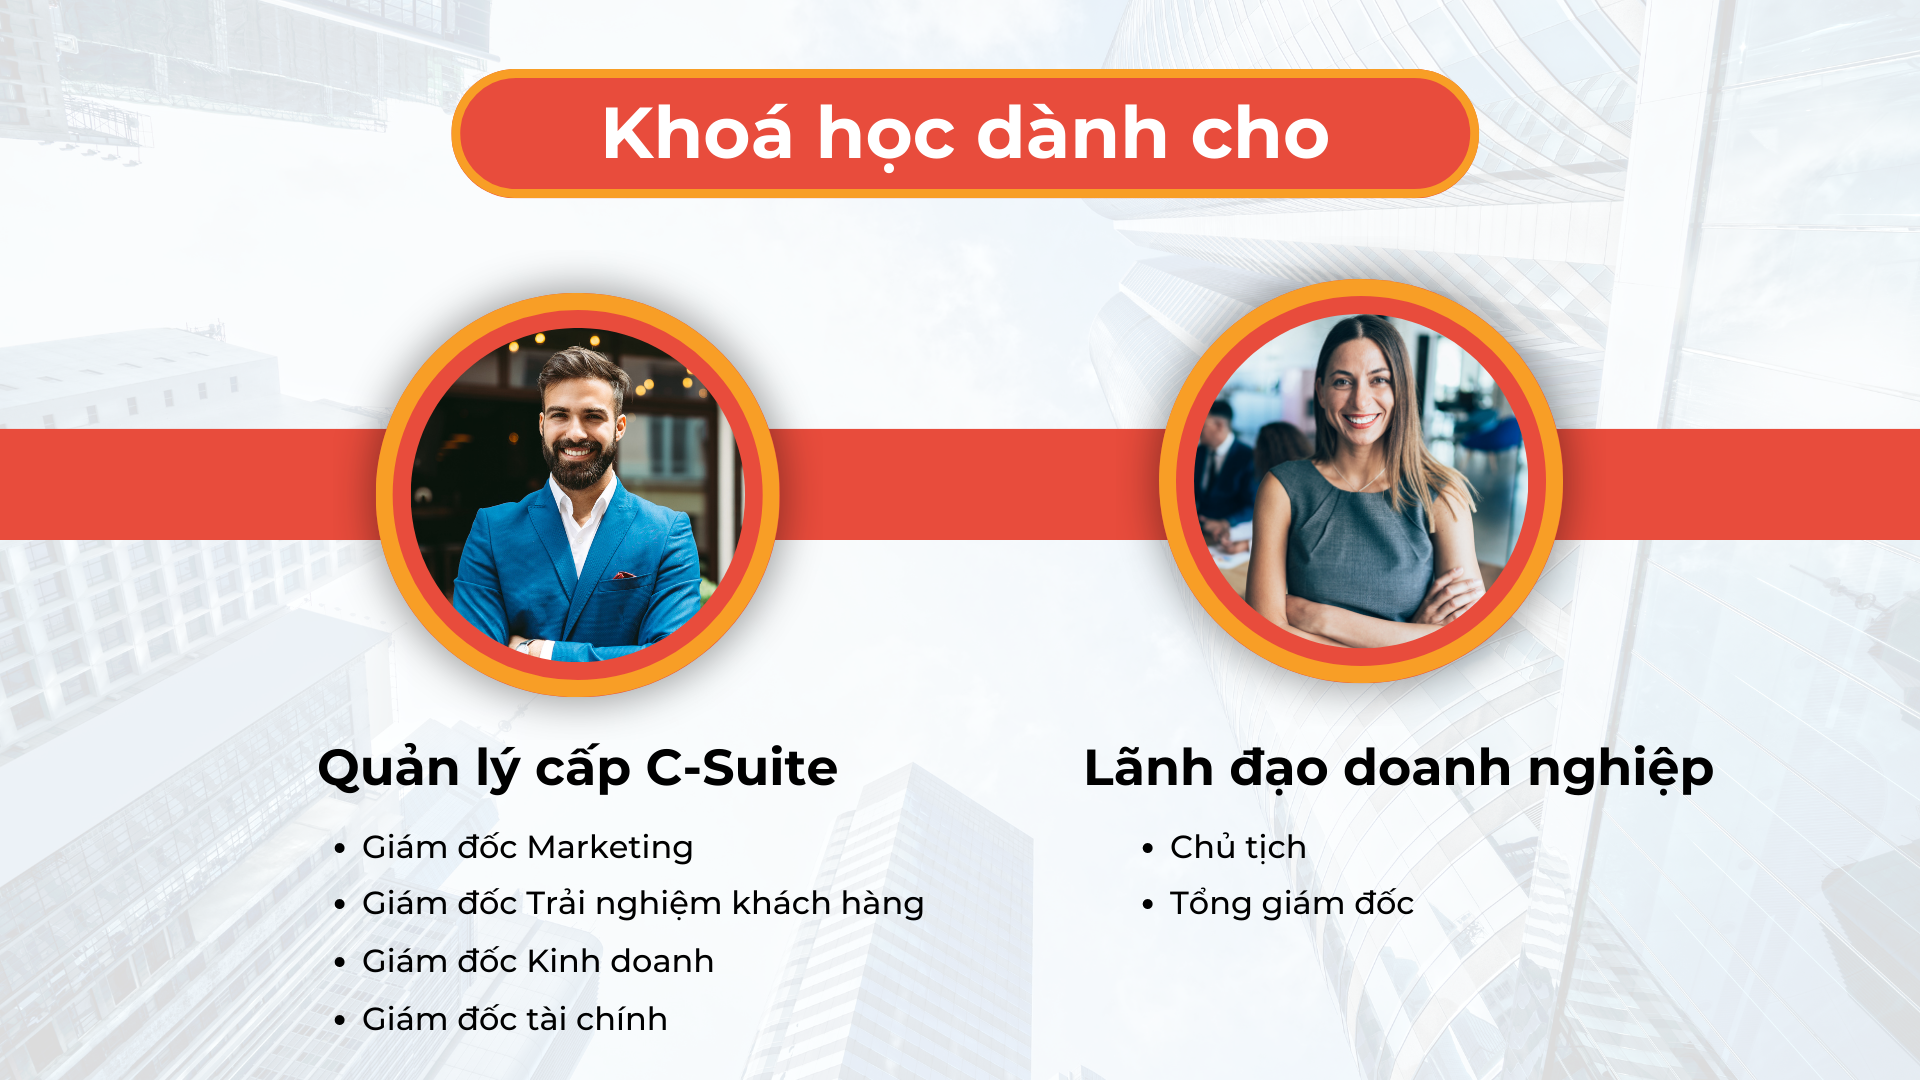 Khoá học dành cho
Quản lý cấp C-Suite
• Giám đốc Marketing
• Giám đốc Trải nghiệm khách hàng
• Giám đốc Kinh doanh
• Giám đốc tài chính
Lãnh đạo doanh nghiệp
• Chủ tịch
• Tổng giám đốc